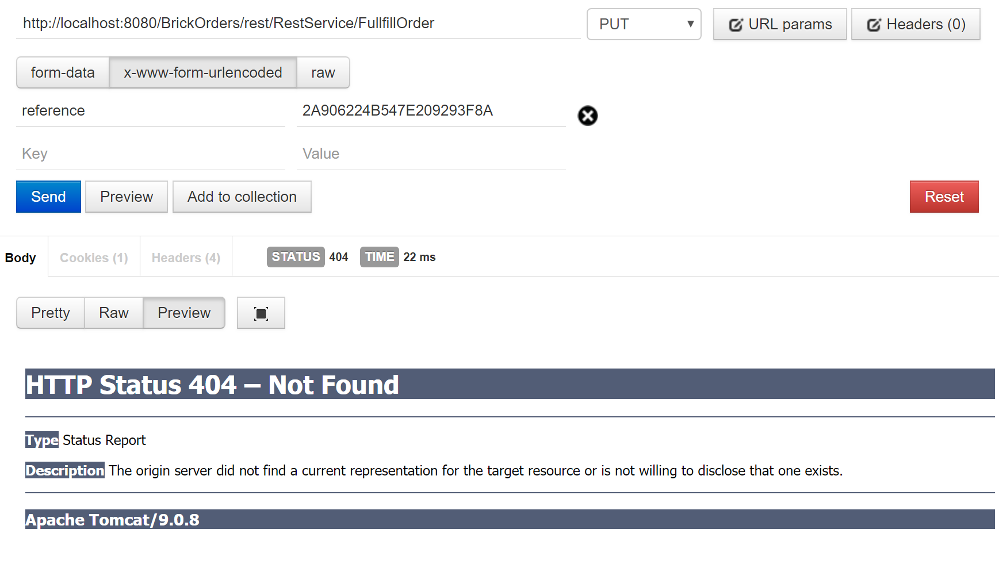 http://localhost:8080/BrickOrders/rest/RestService/FullfillOrder PUT URL params Headers (0)
form-data x-www-form-urlencoded raw
reference 2A906224B547E209293F8A
Key Value
Send Preview Add to collection Reset
Body Cookies (1) Headers (4) STATUS 404 TIME 22 ms
Pretty Raw Preview
HTTP Status 404 – Not Found
Type Status Report
Description The origin server did not find a current representation for the target resource or is not willing to disclose that one exists.
Apache Tomcat/9.0.8